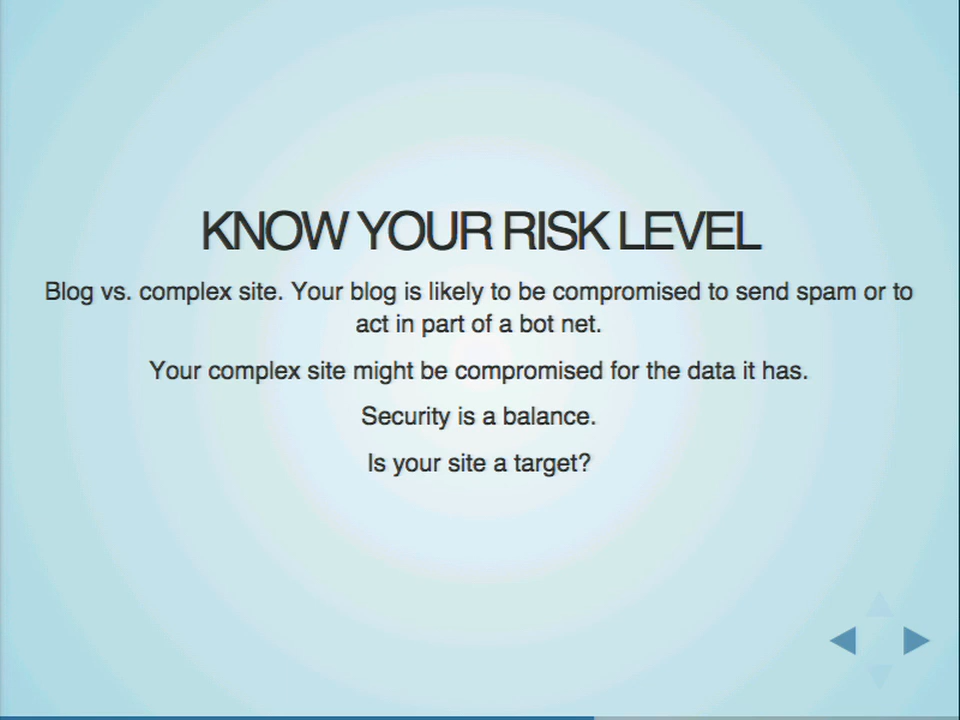 KNOW YOUR RISK LEVEL
Blog vs. complex site. Your blog is likely to be compromised to send spam or to
act in part of a bot net.
Your complex site might be compromised for the data it has.
Security is a balance.
Is your site a target?